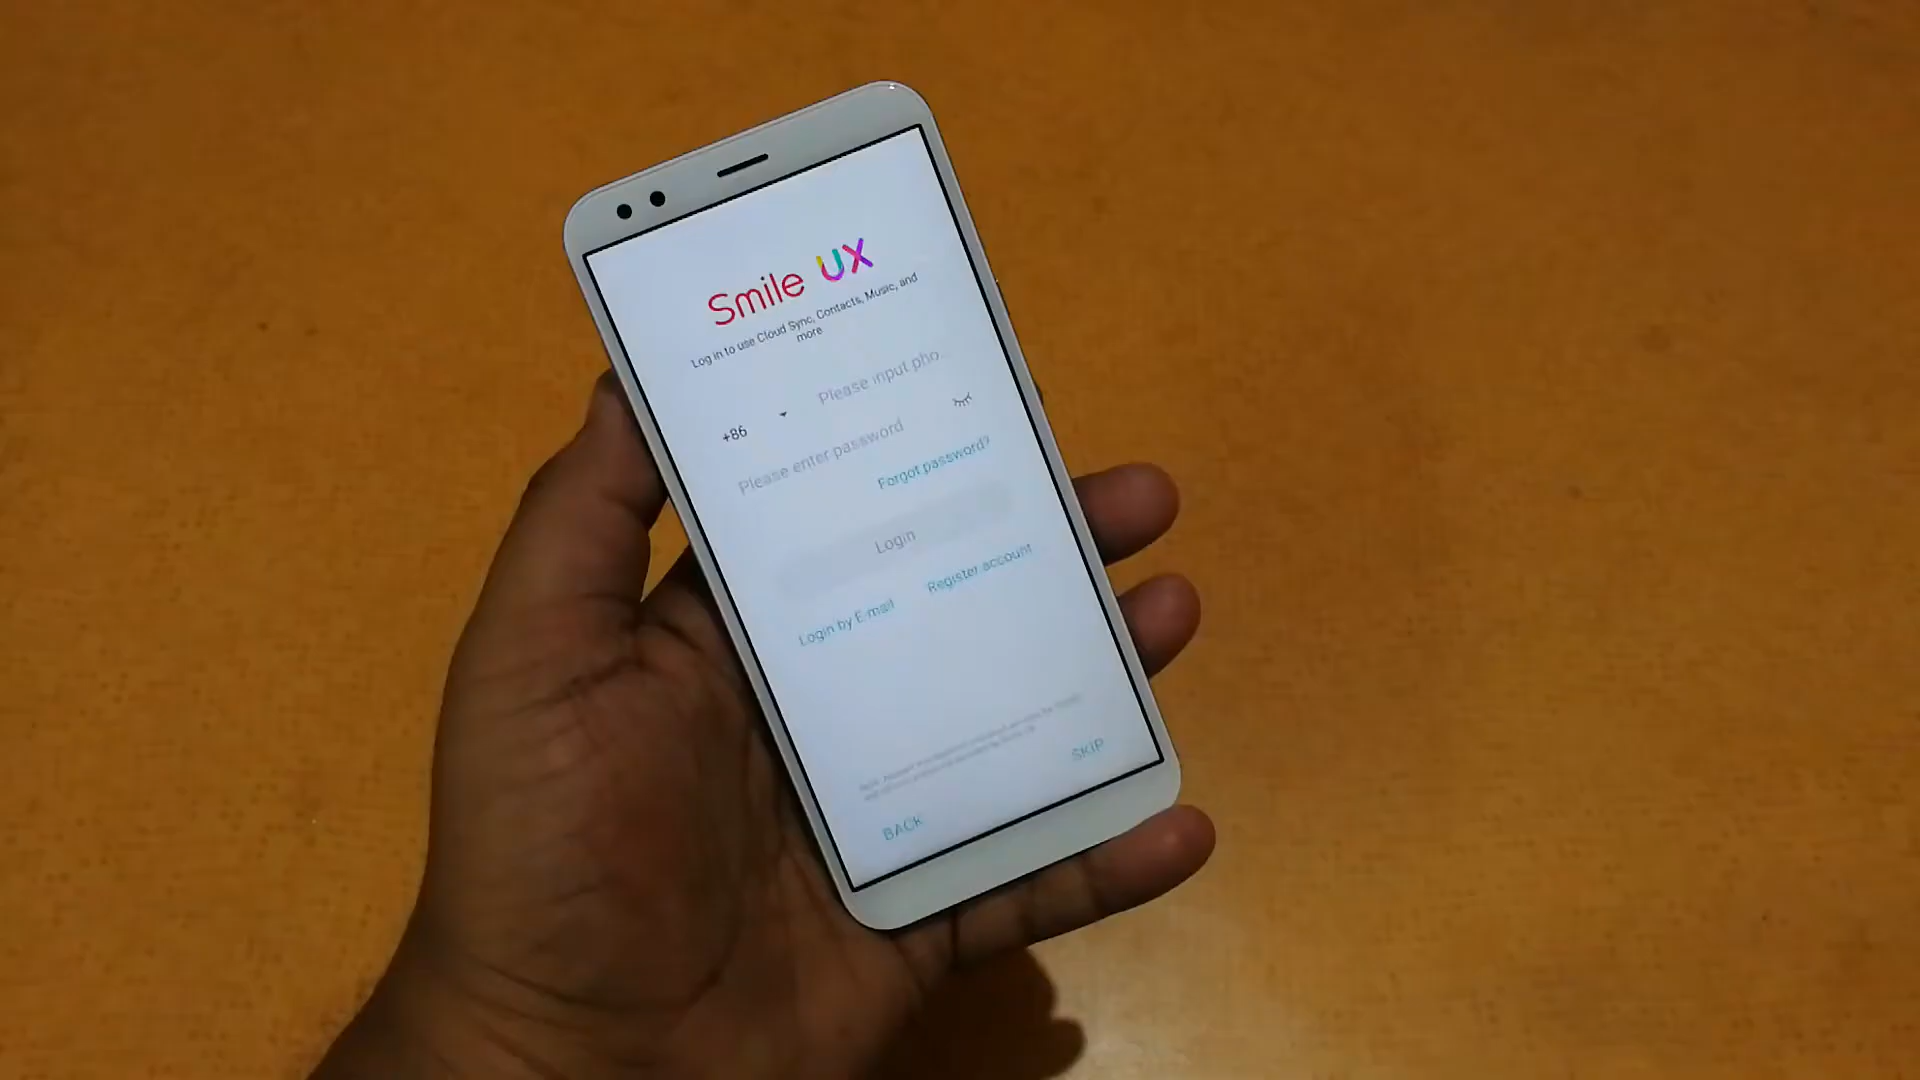 Smile UX
Log in to use Cloud Sync, Contacts, Music, and
more
+86
Please input pho...
Please enter password
Forgot password?
Login
Login by E-mail
Register account
SKIP
BACK